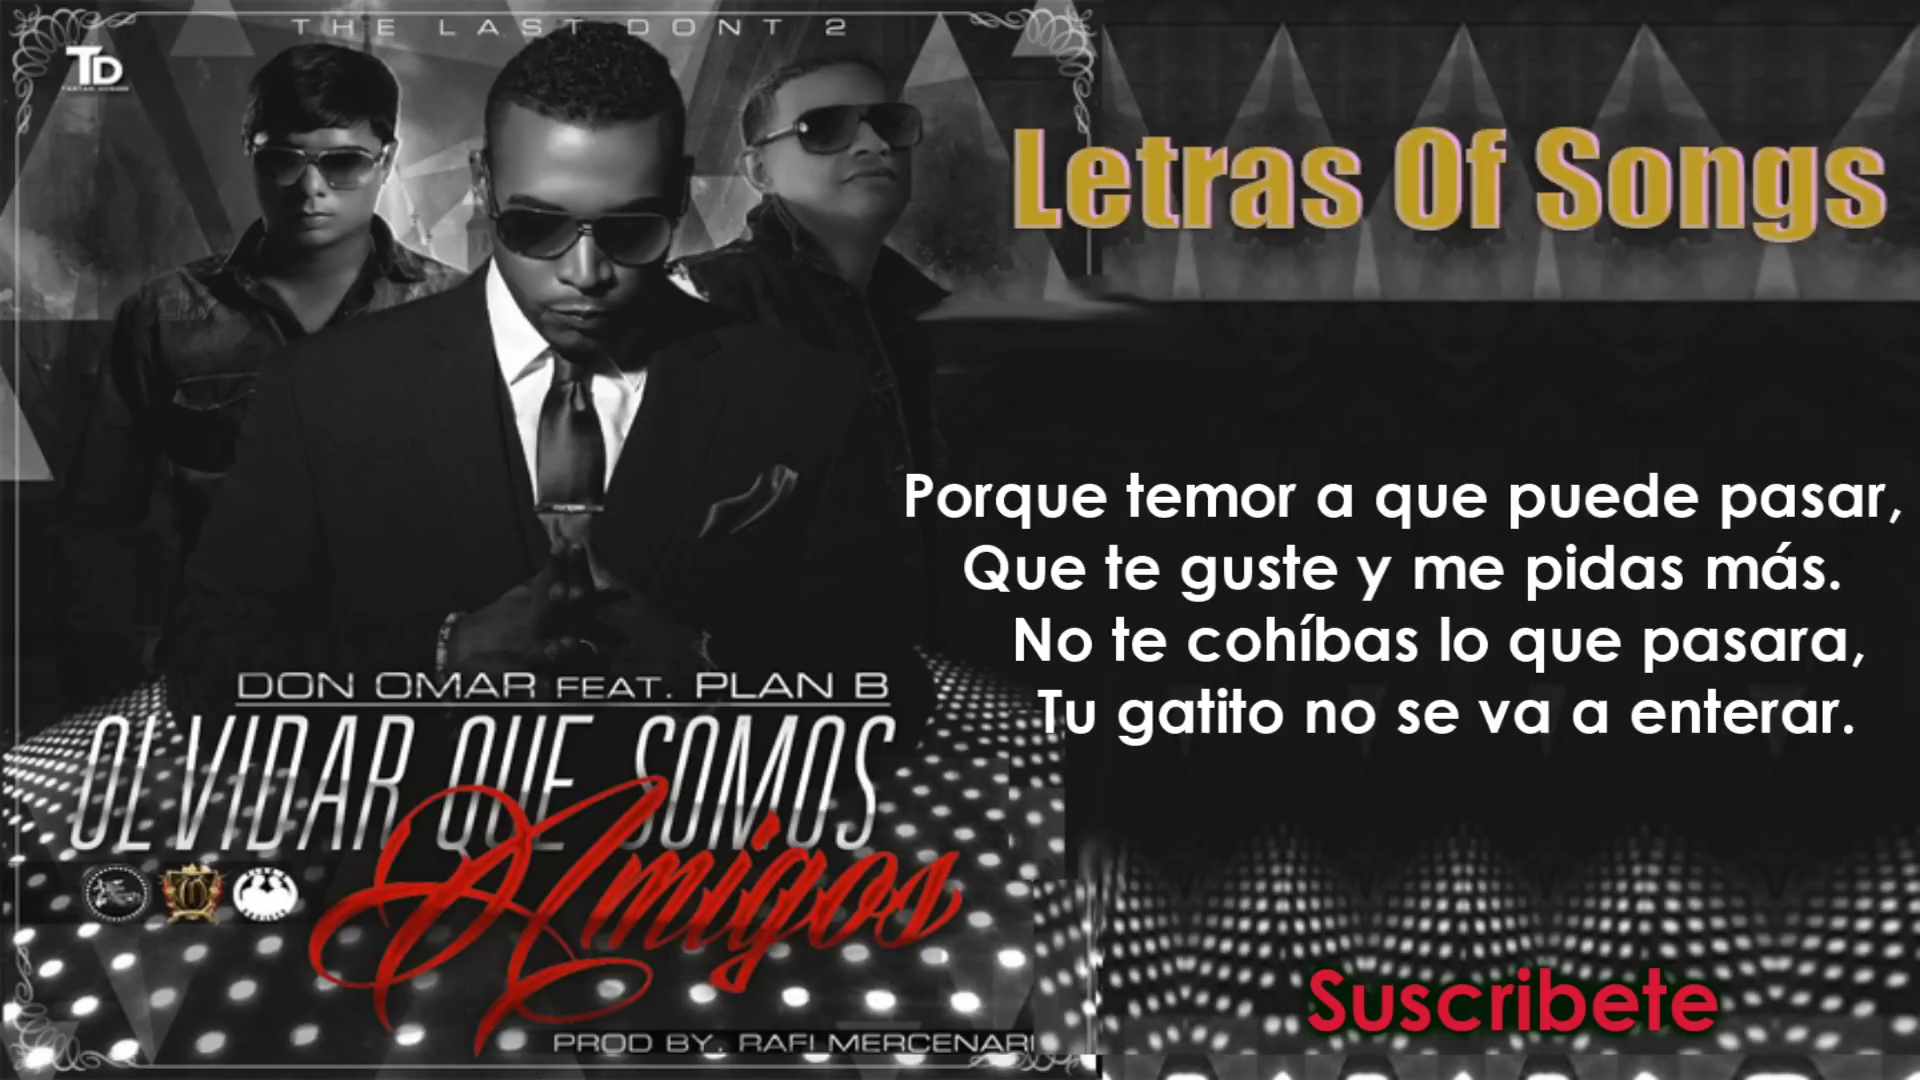 THE LAST DONT 2
TD
Letras Of Songs
Porque temor a que puede pasar,
Que te guste y me pidas más.
No te cohíbas lo que pasara,
Tu gatito no se va a enterar.
DON OMAR FEAT. PLAN B
OLVIDAR QUE SOMOS
Amigos
PROD BY. RAFI MERCENARI
Suscribete